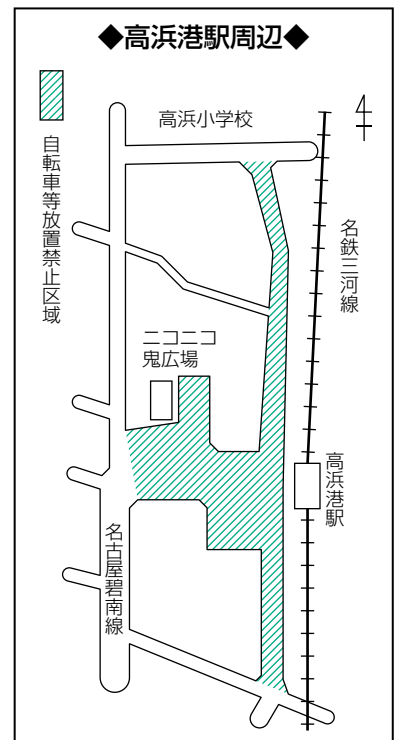 ◆高浜港駅周辺◆
自転車等放置禁止区域
高浜小学校
名鉄三河線
ニコニコ
鬼広場
高浜港駅
名古屋碧南線